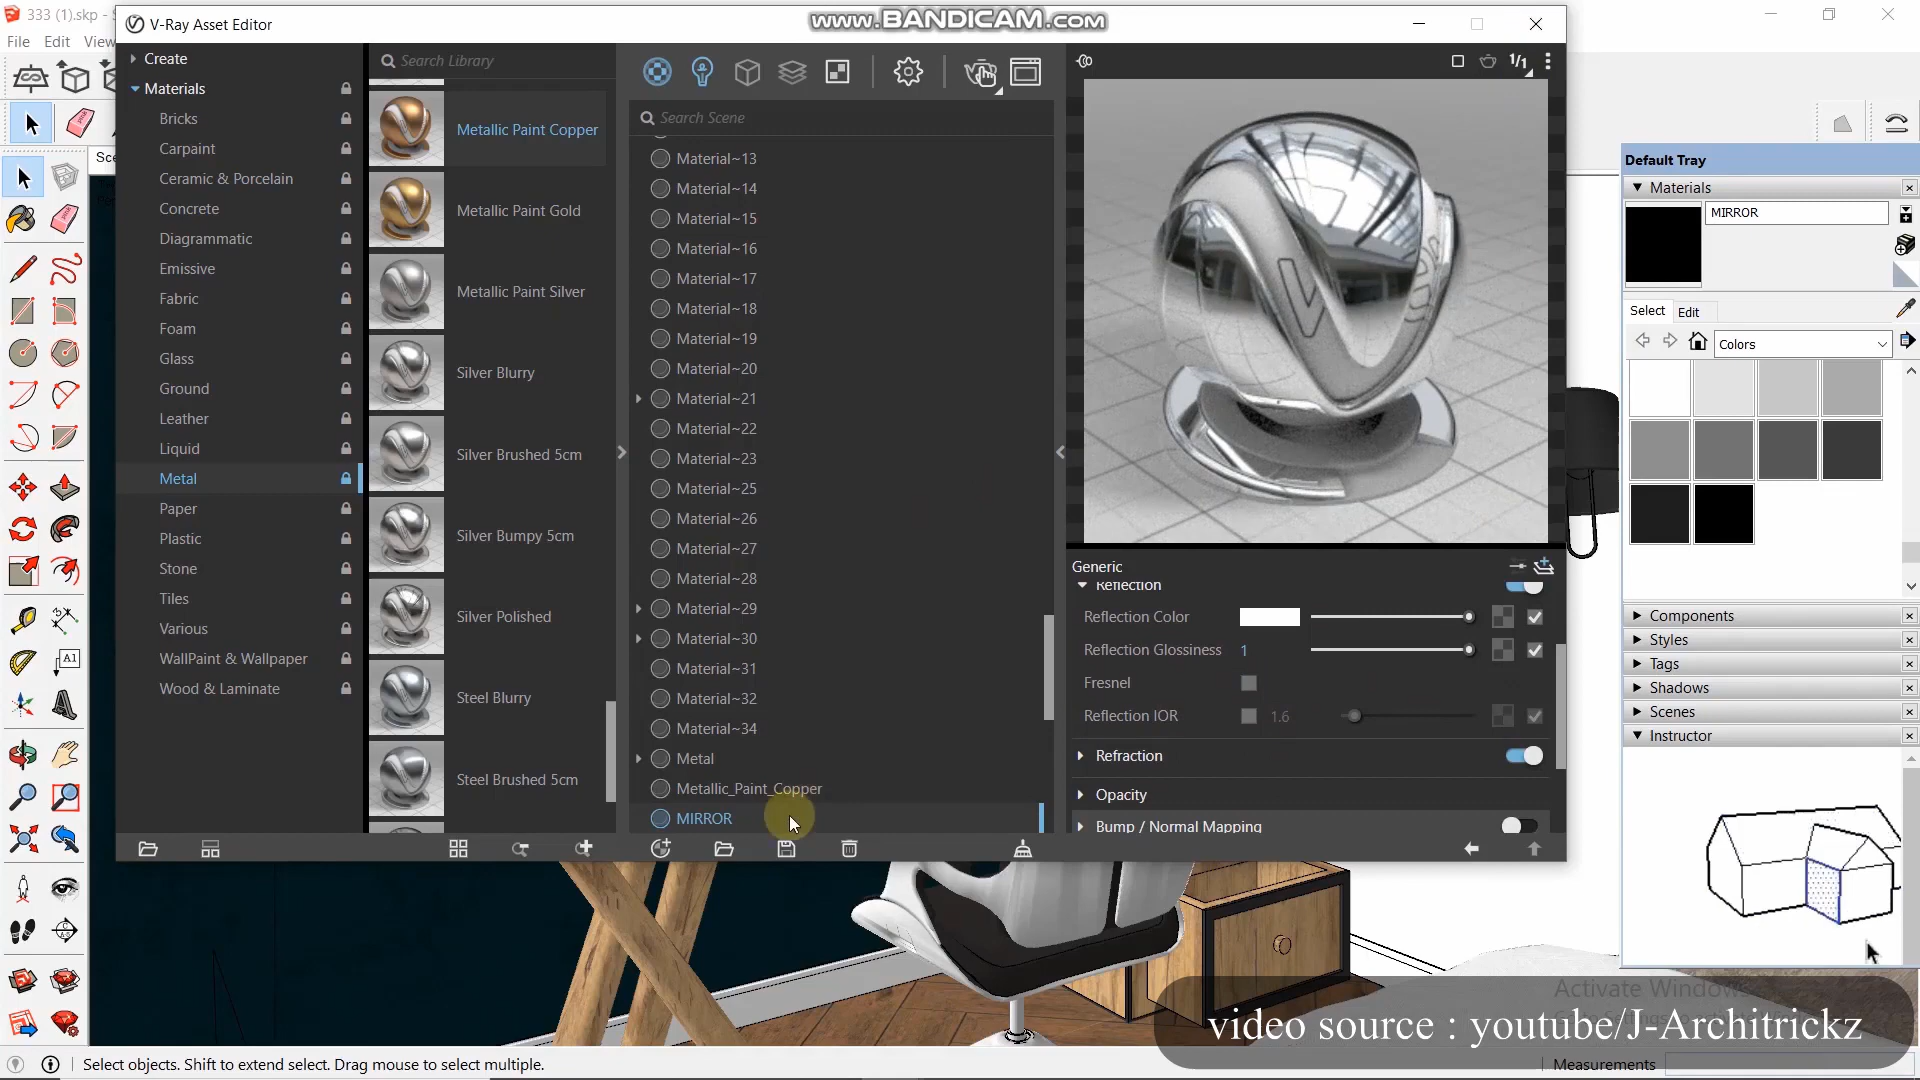 333 (1).skp - S
V-Ray Asset Editor
www.BANDICAM.com
File Edit View
Create
Materials
Bricks
Carpaint
Ceramic & Porcelain
Concrete
Diagrammatic
Emissive
Fabric
Foam
Glass
Ground
Leather
Liquid
Metal
Paper
Plastic
Stone
Tiles
Various
WallPaint & Wallpaper
Wood & Laminate
Search Library
Metallic Paint Copper
Metallic Paint Gold
Metallic Paint Silver
Silver Blurry
Silver Brushed 5cm
Silver Bumpy 5cm
Silver Polished
Steel Blurry
Steel Brushed 5cm
Search Scene
Material~13
Material~14
Material~15
Material~16
Material~17
Material~18
Material~19
Material~20
Material~21
Material~22
Material~23
Material~25
Material~26
Material~27
Material~28
Material~29
Material~30
Material~31
Material~32
Material~34
Metal
Metallic_Paint_Copper
MIRROR
1/1
Generic
Reflection
Reflection Color
Reflection Glossiness 1
Fresnel
Reflection IOR 1.6
Refraction
Opacity
Bump / Normal Mapping
Sce
A1
Default Tray
Materials
MIRROR
Select Edit
Colors
Components
Styles
Tags
Shadows
Scenes
Instructor
Activate Windows
video source : youtube/J-Architrickz
Select objects. Shift to extend select. Drag mouse to select multiple.
Measurements